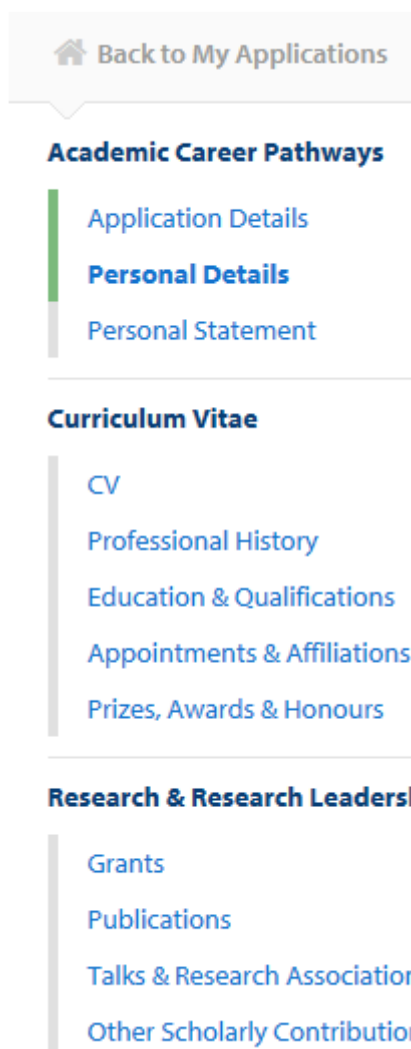 Back to My Applications
Academic Career Pathways
Application Details
Personal Details
Personal Statement
Curriculum Vitae
CV
Professional History
Education & Qualifications
Appointments & Affiliations
Prizes, Awards & Honours
Research & Research
Grants
Publications
Talks & Research
Other Scholarly